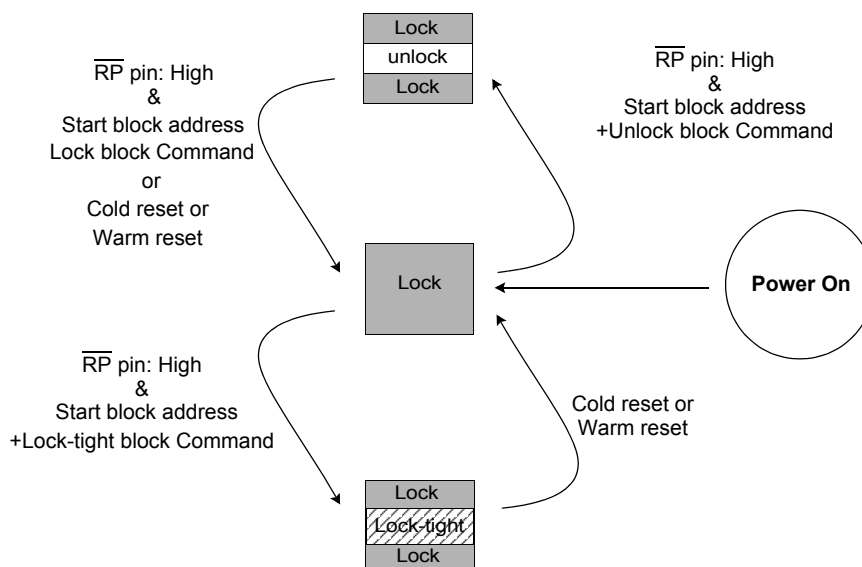 Lock
unlock
Lock
RP pin: High
&
Start block address
Lock block Command
or
Cold reset or
Warm reset
RP pin: High
&
Start block address
+Unlock block Command
Lock
Power On
RP pin: High
&
Start block address
+Lock-tight block Command
Cold reset or
Warm reset
Lock
Lock-tight
Lock